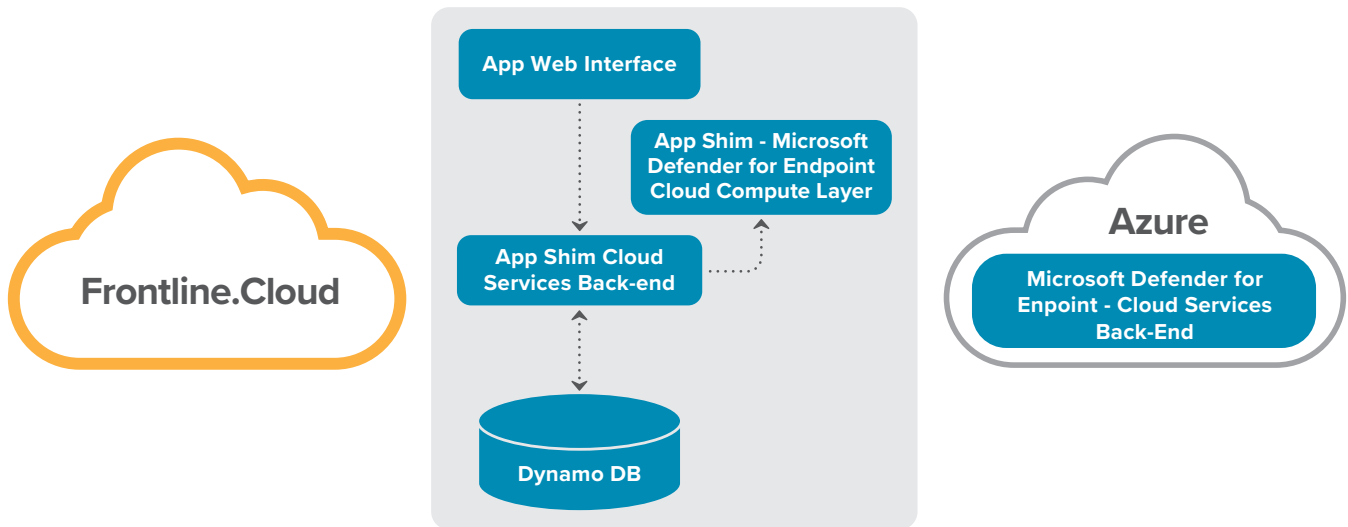 Frontline.Cloud
App Web Interface
App Shim - Microsoft
Defender for Endpoint
Cloud Compute Layer
App Shim Cloud
Services Back-end
Dynamo DB
Azure
Microsoft Defender for
Enpoint - Cloud Services
Back-End